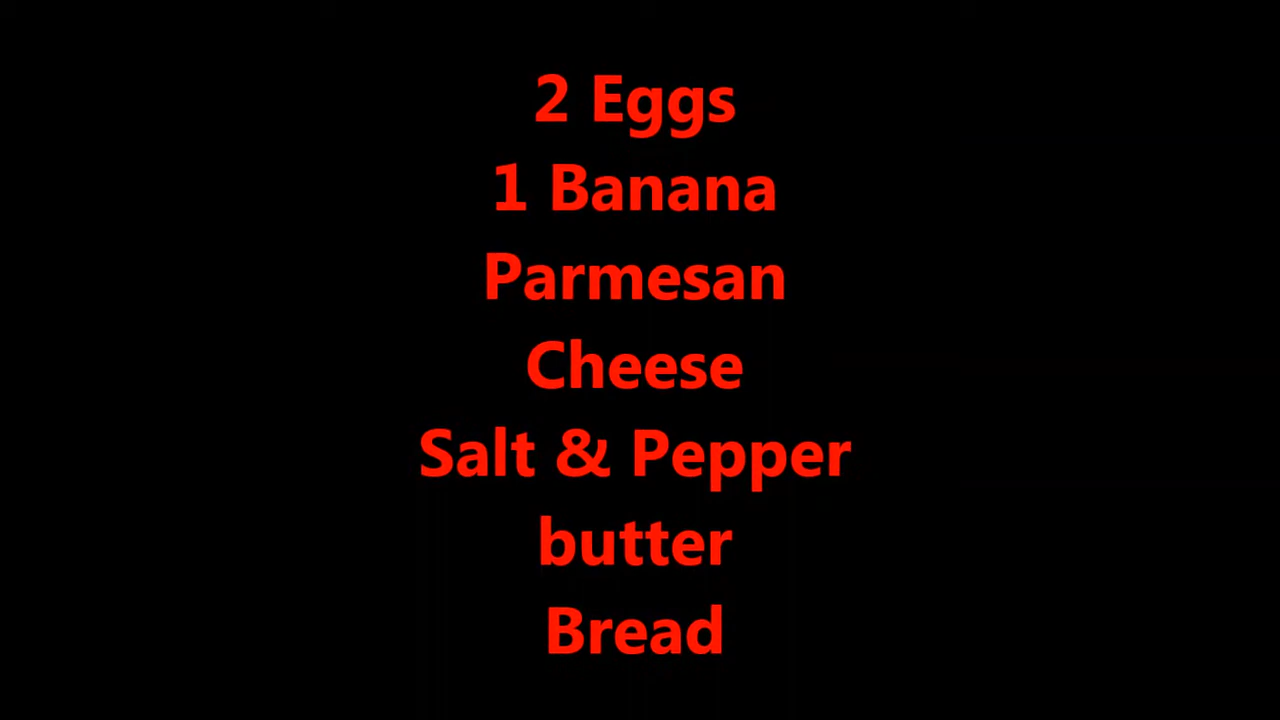 2 Eggs
1 Banana
Parmesan
Cheese
Salt & Pepper
butter
Bread